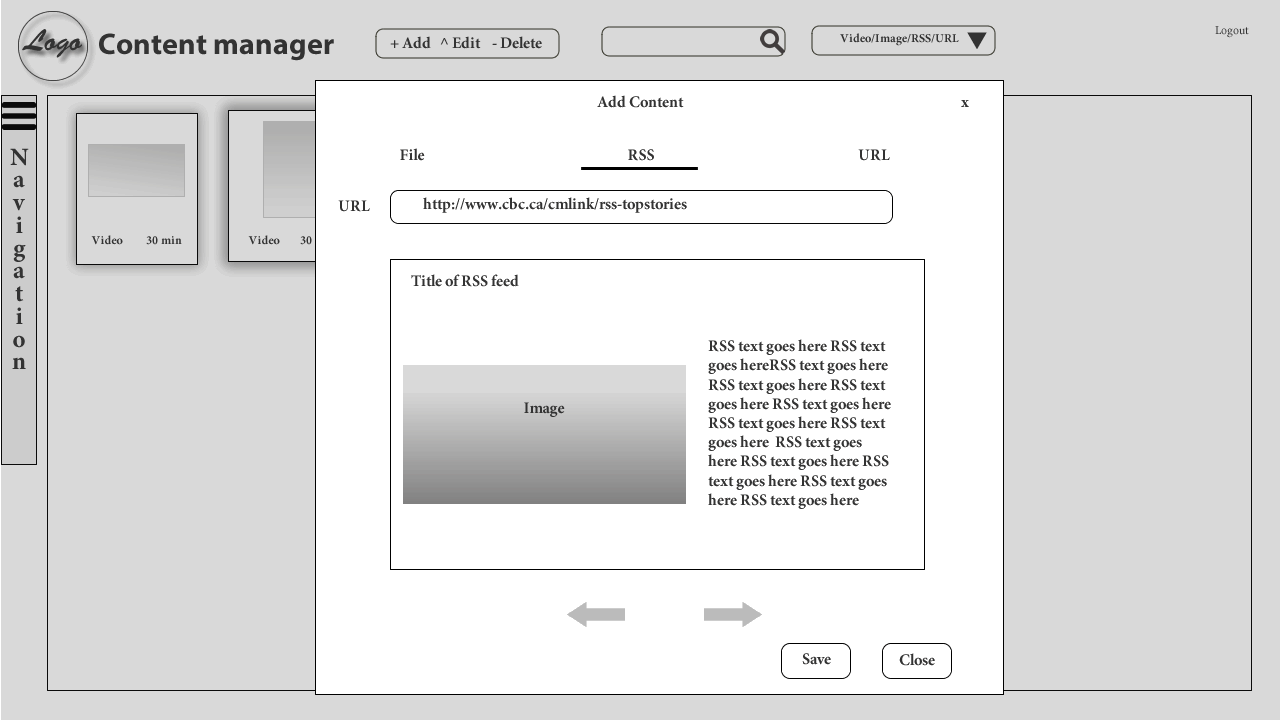 Logo
Content manager
+ Add ^ Edit - Delete
Video/Image/RSS/URL
Logout
Navigation
Video 30 min
Video 30
Add Content
x
File RSS URL
URL http://www.cbc.ca/cmlink/rss-topstories
Title of RSS feed
Image
RSS text goes here RSS text
goes hereRSS text goes here
RSS text goes here RSS text
goes here RSS text goes here
RSS text goes here RSS text
goes here RSS text goes
here RSS text goes here RSS
text goes here RSS text goes
here RSS text goes here
Save Close